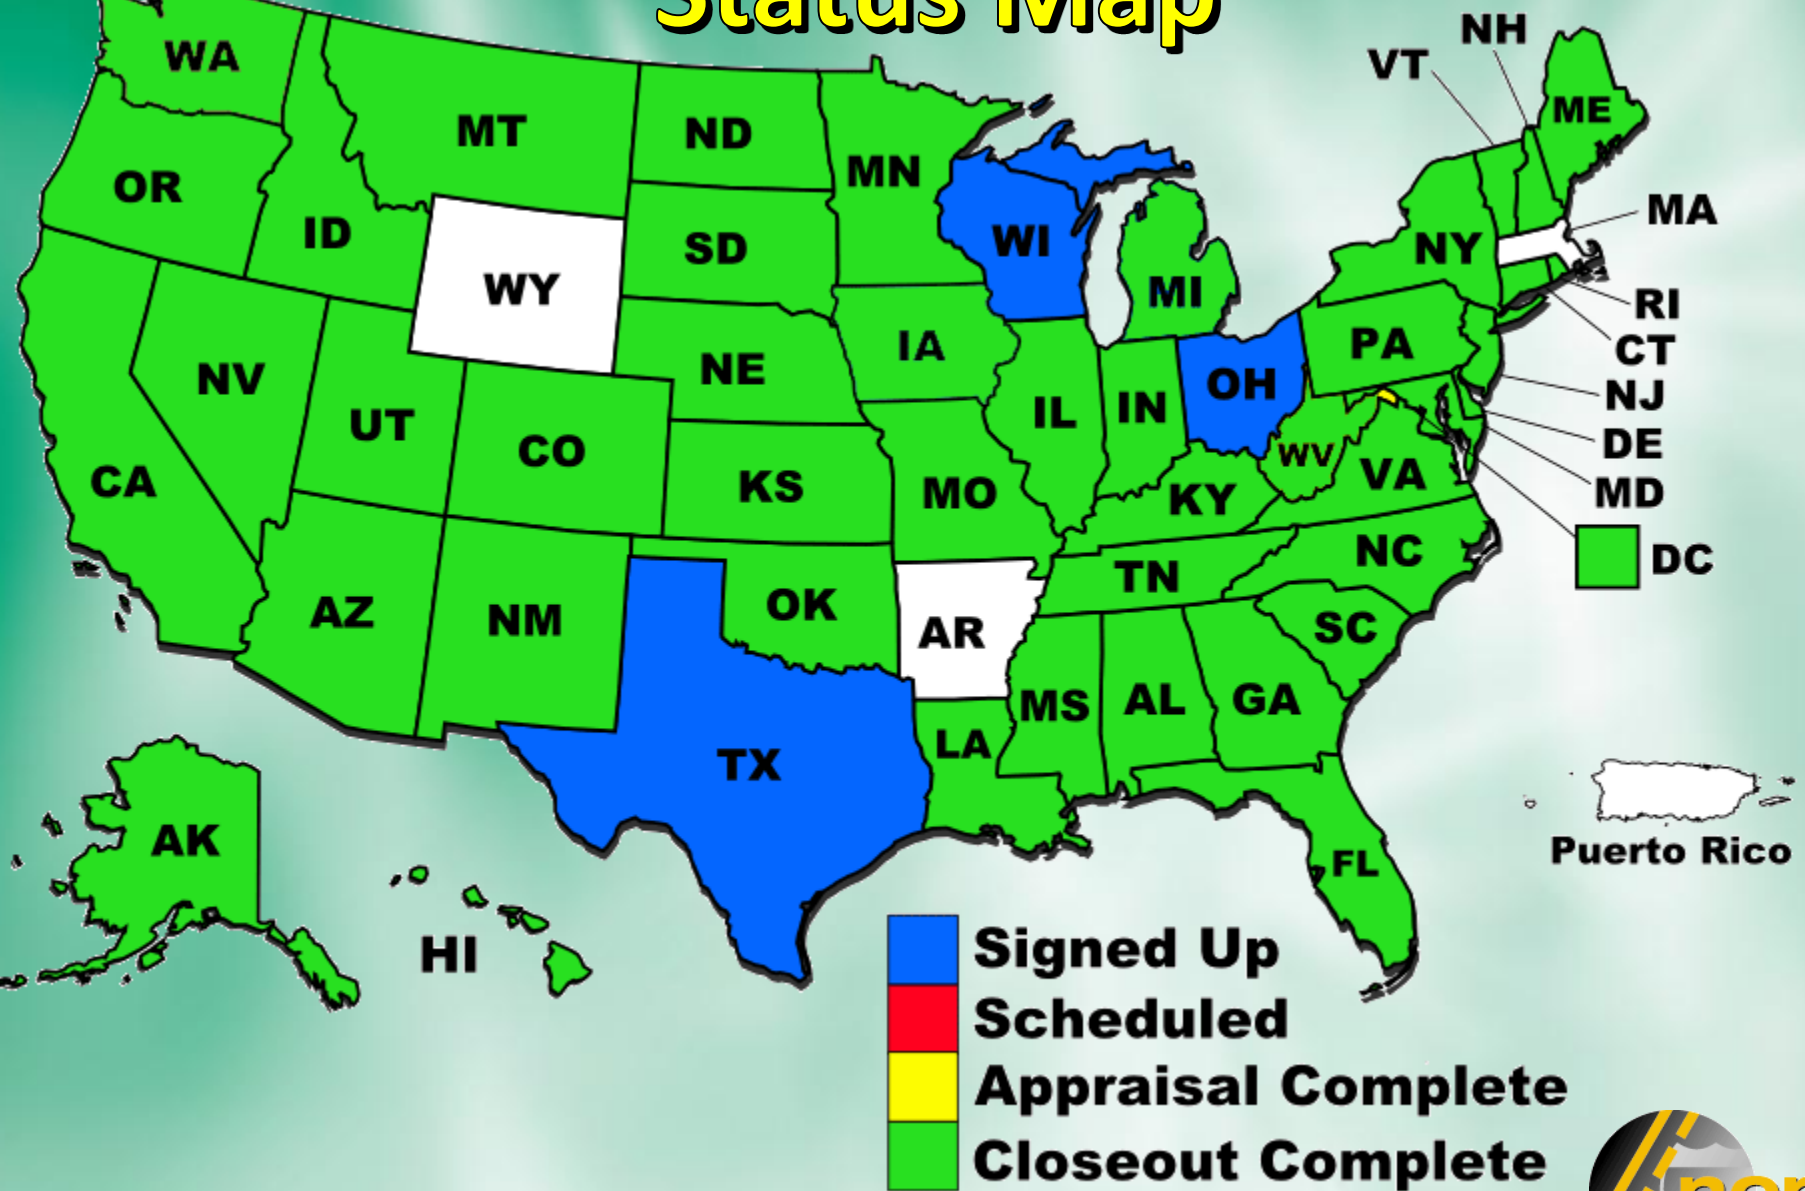 Status Map
NH
VT
WA
ME
MT
ND
MN
OR
MA
ID
SD
WI
NY
WY
MI
RI
IA
PA
CT
NE
NV
OH
NJ
UT
IL
IN
DE
CO
WV
CA
KS
MO
KY
VA
MD
NC
DC
TN
AZ
NM
OK
AR
SC
MS
AL
GA
LA
TX
AK
Puerto Rico
FL
HI
Signed Up
Scheduled
Appraisal Complete
Closeout Complete